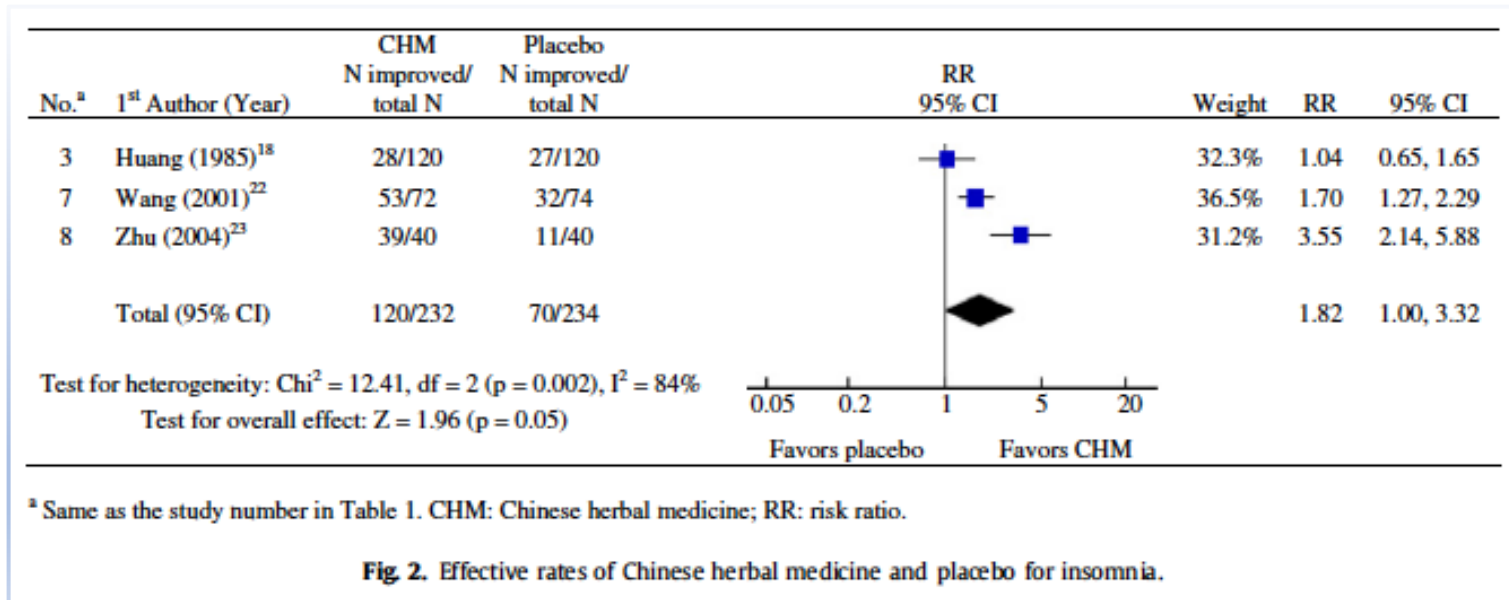 No.ª 1st Author (Year) CHM N improved/ total N Placebo N improved/ total N RR 95% CI Weight RR 95% CI
3 Huang (1985)18 28/120 27/120 32.3% 1.04 0.65, 1.65
7 Wang (2001)22 53/72 32/74 36.5% 1.70 1.27, 2.29
8 Zhu (2004)23 39/40 11/40 31.2% 3.55 2.14, 5.88
Total (95% CI) 120/232 70/234 1.82 1.00, 3.32
Test for heterogeneity: Chi² = 12.41, df = 2 (p = 0.002), I² = 84%
Test for overall effect: Z = 1.96 (p = 0.05)
0.05 0.2 1 5 20
Favors placebo Favors CHM
ª Same as the study number in Table 1. CHM: Chinese herbal medicine; RR: risk ratio.
Fig. 2. Effective rates of Chinese herbal medicine and placebo for insomnia.